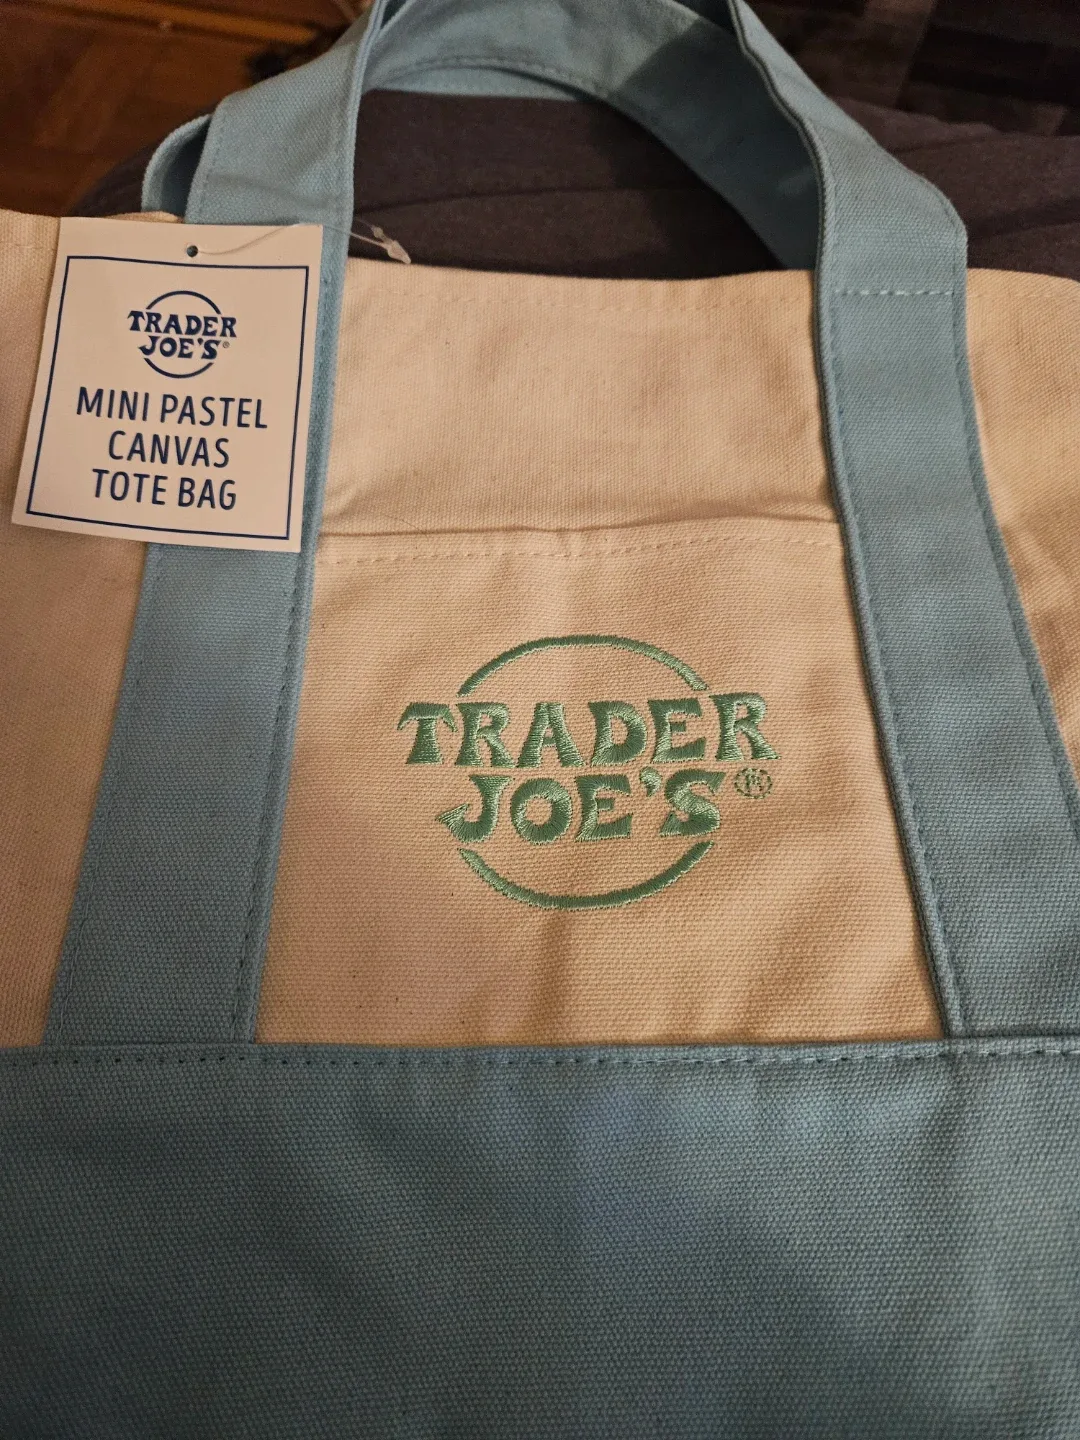 TRADER
JOE'S®
MINI PASTEL
CANVAS
TOTE BAG
TRADER
JOE'S®